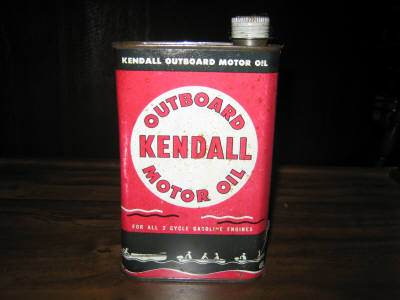 KENDALL OUTBOARD MOTOR OIL
OUTBOARD
KENDALL
MOTOR OIL
FOR ALL 2 CYCLE GASOLINE ENGINES